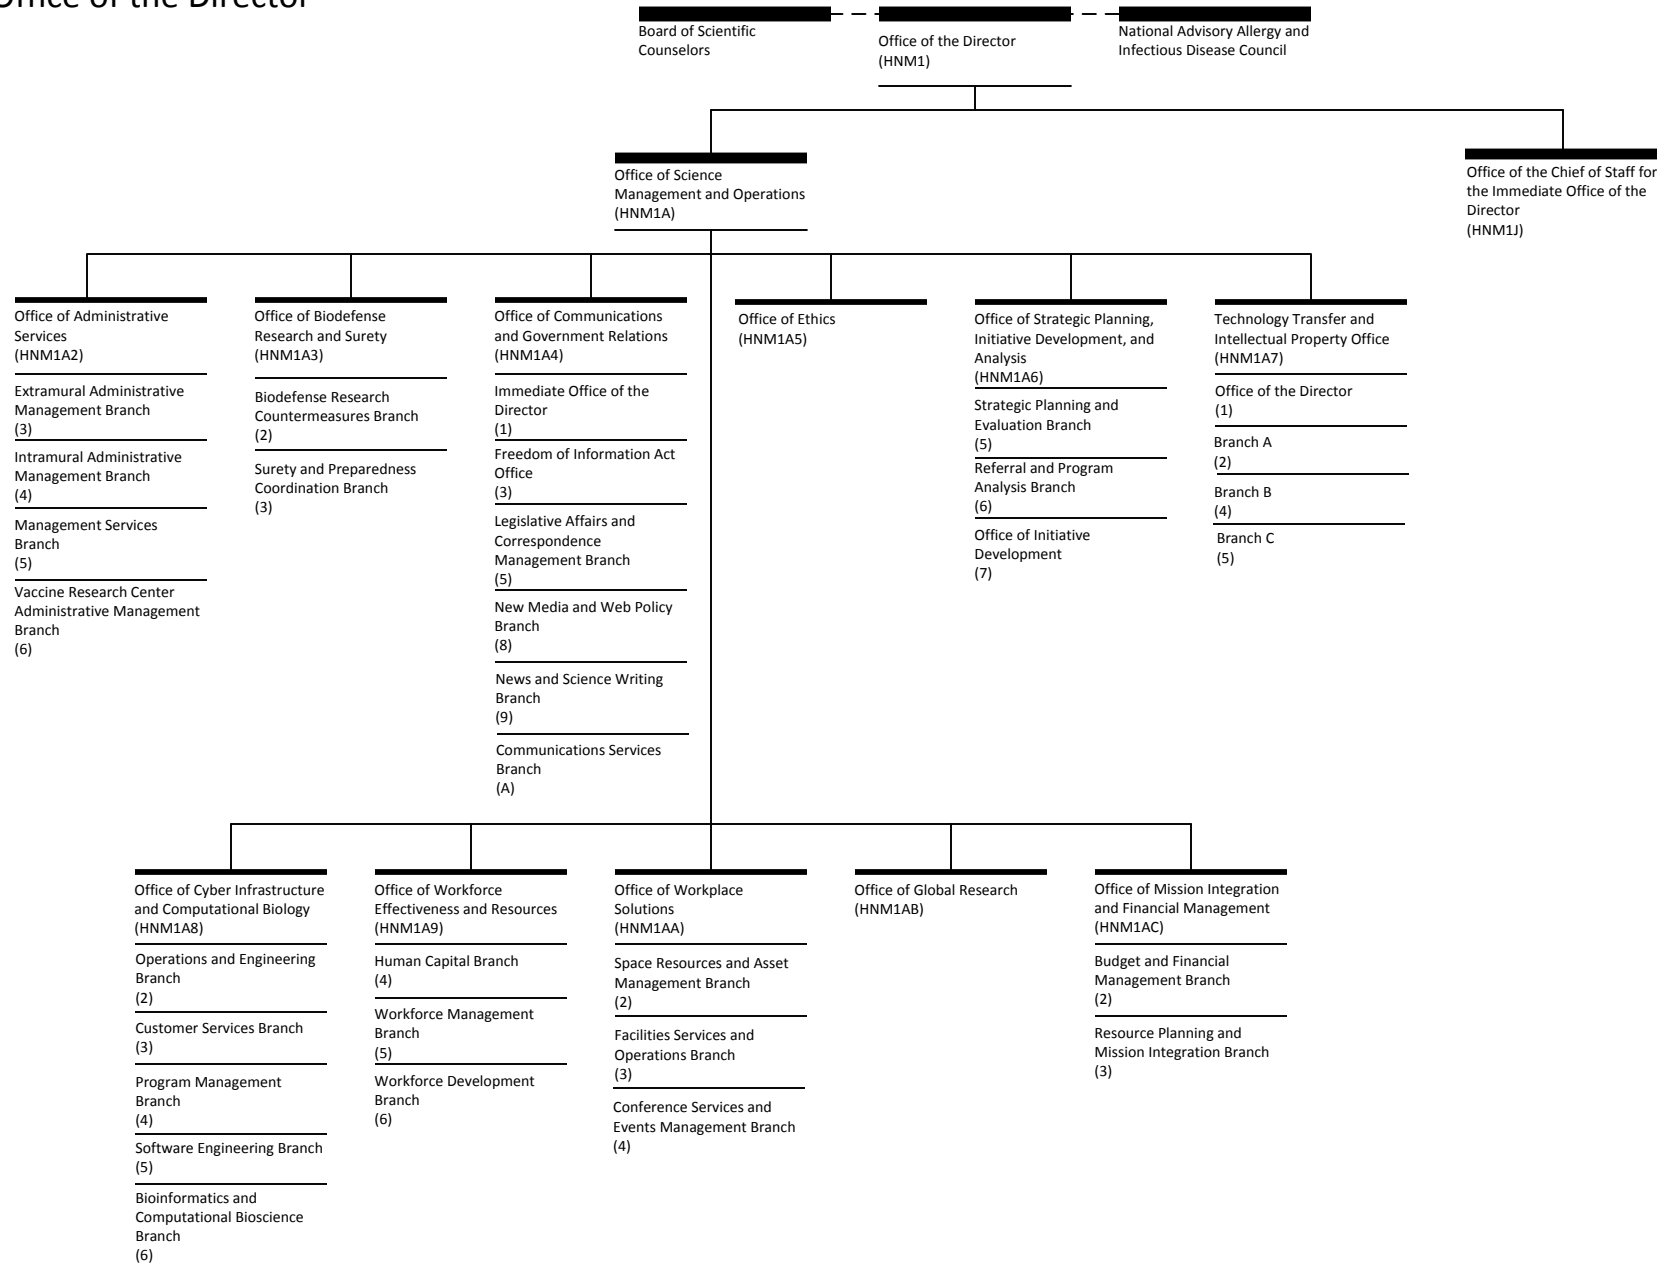 Office of the Director
Board of Scientific
Counselors
Office of the Director
(HNM1)
National Advisory Allergy and
Infectious Disease Council
Office of Science
Management and Operations
(HNM1A)
Office of the Chief of Staff for
the Immediate Office of the
Director
(HNM1J)
Office of Administrative
Services
(HNM1A2)
Extramural Administrative
Management Branch
(3)
Intramural Administrative
Management Branch
(4)
Management Services
Branch
(5)
Vaccine Research Center
Administrative Management
Branch
(6)
Office of Biodefense
Research and Surety
(HNM1A3)
Biodefense Research
Countermeasures Branch
(2)
Surety and Preparedness
Coordination Branch
(3)
Office of Communications
and Government Relations
(HNM1A4)
Immediate Office of the
Director
(1)
Freedom of Information Act
Office
(3)
Legislative Affairs and
Correspondence
Management Branch
(5)
New Media and Web Policy
Branch
(8)
News and Science Writing
Branch
(9)
Communications Services
Branch
(A)
Office of Ethics
(HNM1A5)
Office of Strategic Planning,
Initiative Development, and
Analysis
(HNM1A6)
Strategic Planning and
Evaluation Branch
(5)
Referral and Program
Analysis Branch
(6)
Office of Initiative
Development
(7)
Technology Transfer and
Intellectual Property Office
(HNM1A7)
Office of the Director
(1)
Branch A
(2)
Branch B
(4)
Branch C
(5)
Office of Cyber Infrastructure
and Computational Biology
(HNM1A8)
Operations and Engineering
Branch
(2)
Customer Services Branch
(3)
Program Management
Branch
(4)
Software Engineering Branch
(5)
Bioinformatics and
Computational Bioscience
Branch
(6)
Office of Workforce
Effectiveness and Resources
(HNM1A9)
Human Capital Branch
(4)
Workforce Management
Branch
(5)
Workforce Development
Branch
(6)
Office of Workplace
Solutions
(HNM1AA)
Space Resources and Asset
Management Branch
(2)
Facilities Services and
Operations Branch
(3)
Conference Services and
Events Management Branch
(4)
Office of Global Research
(HNM1AB)
Office of Mission Integration
and Financial Management
(HNM1AC)
Budget and Financial
Management Branch
(2)
Resource Planning and
Mission Integration Branch
(3)